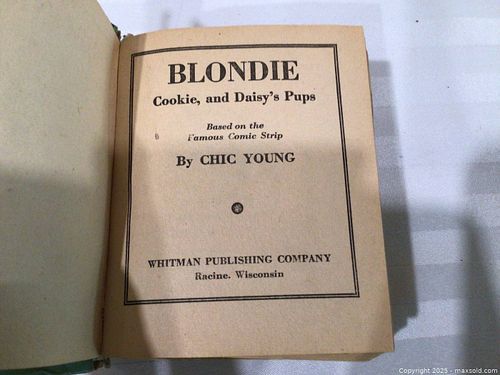 BLONDIE
Cookie, and Daisy's Pups
Based on the
Famous Comic Strip
By CHIC YOUNG
WHITMAN PUBLISHING COMPANY
Racine, Wisconsin
Copyright 2025 - maxsold.com